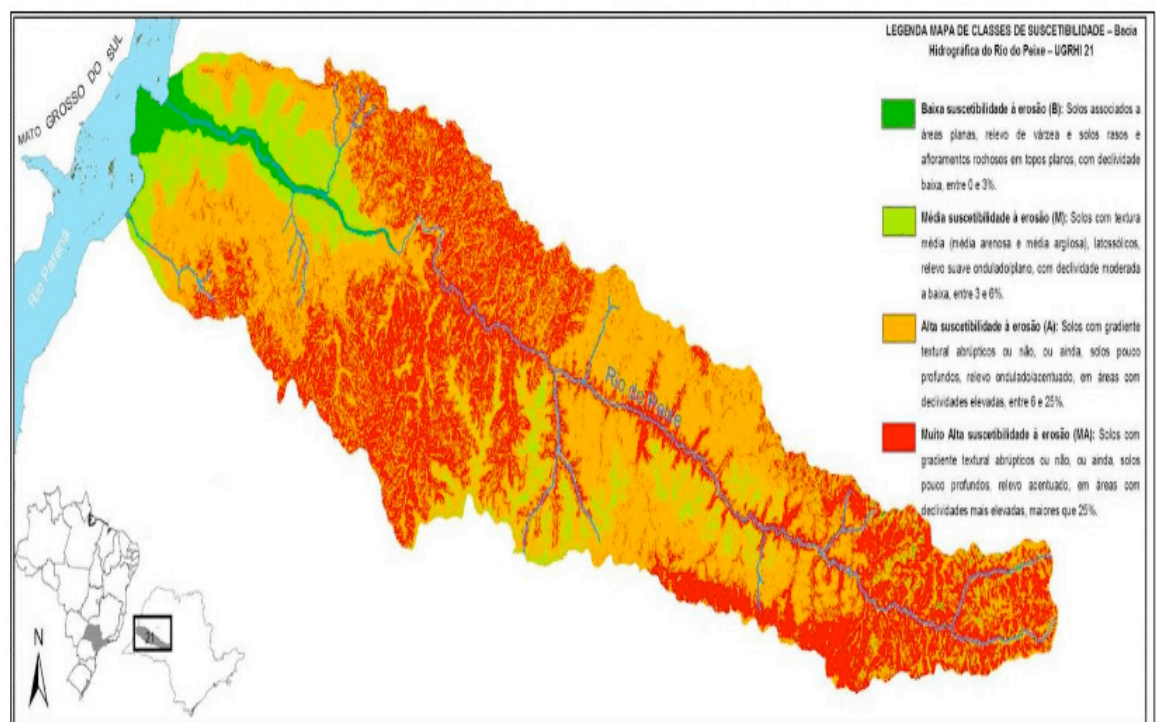 LEGENDA MAPA DE CLASSES DE SUSCETIBILIDADE – Bacia
Hidrográfica do Rio do Peixe – UGRHI 21
MATO GROSSO DO SUL
Rio Paraná
Rio do Peixe
Baixa suscetibilidade à erosão (B): Solos associados a
áreas planas, relevo de várzea e solos rasos e
afloramentos rochosos em topos planos, com declividade
baixa, entre 0 e 3%.
Média suscetibilidade à erosão (M): Solos com textura
média (média arenosa e média argilosa), latossólicos,
relevo suave ondulado/plano, com declividade moderada
a baixa, entre 3 e 6%.
Alta suscetibilidade à erosão (A): Solos com gradiente
textural abrúpticos ou não, ou ainda, solos pouco
profundos, relevo ondulado/acentuado, em áreas com
declividades elevadas, entre 6 e 25%.
Muito Alta suscetibilidade à erosão (MA): Solos com
gradiente textural abrúpticos ou não, ou ainda, solos
pouco profundos, relevo acentuado, em áreas com
declividades mais elevadas, maiores que 25%.
N
21